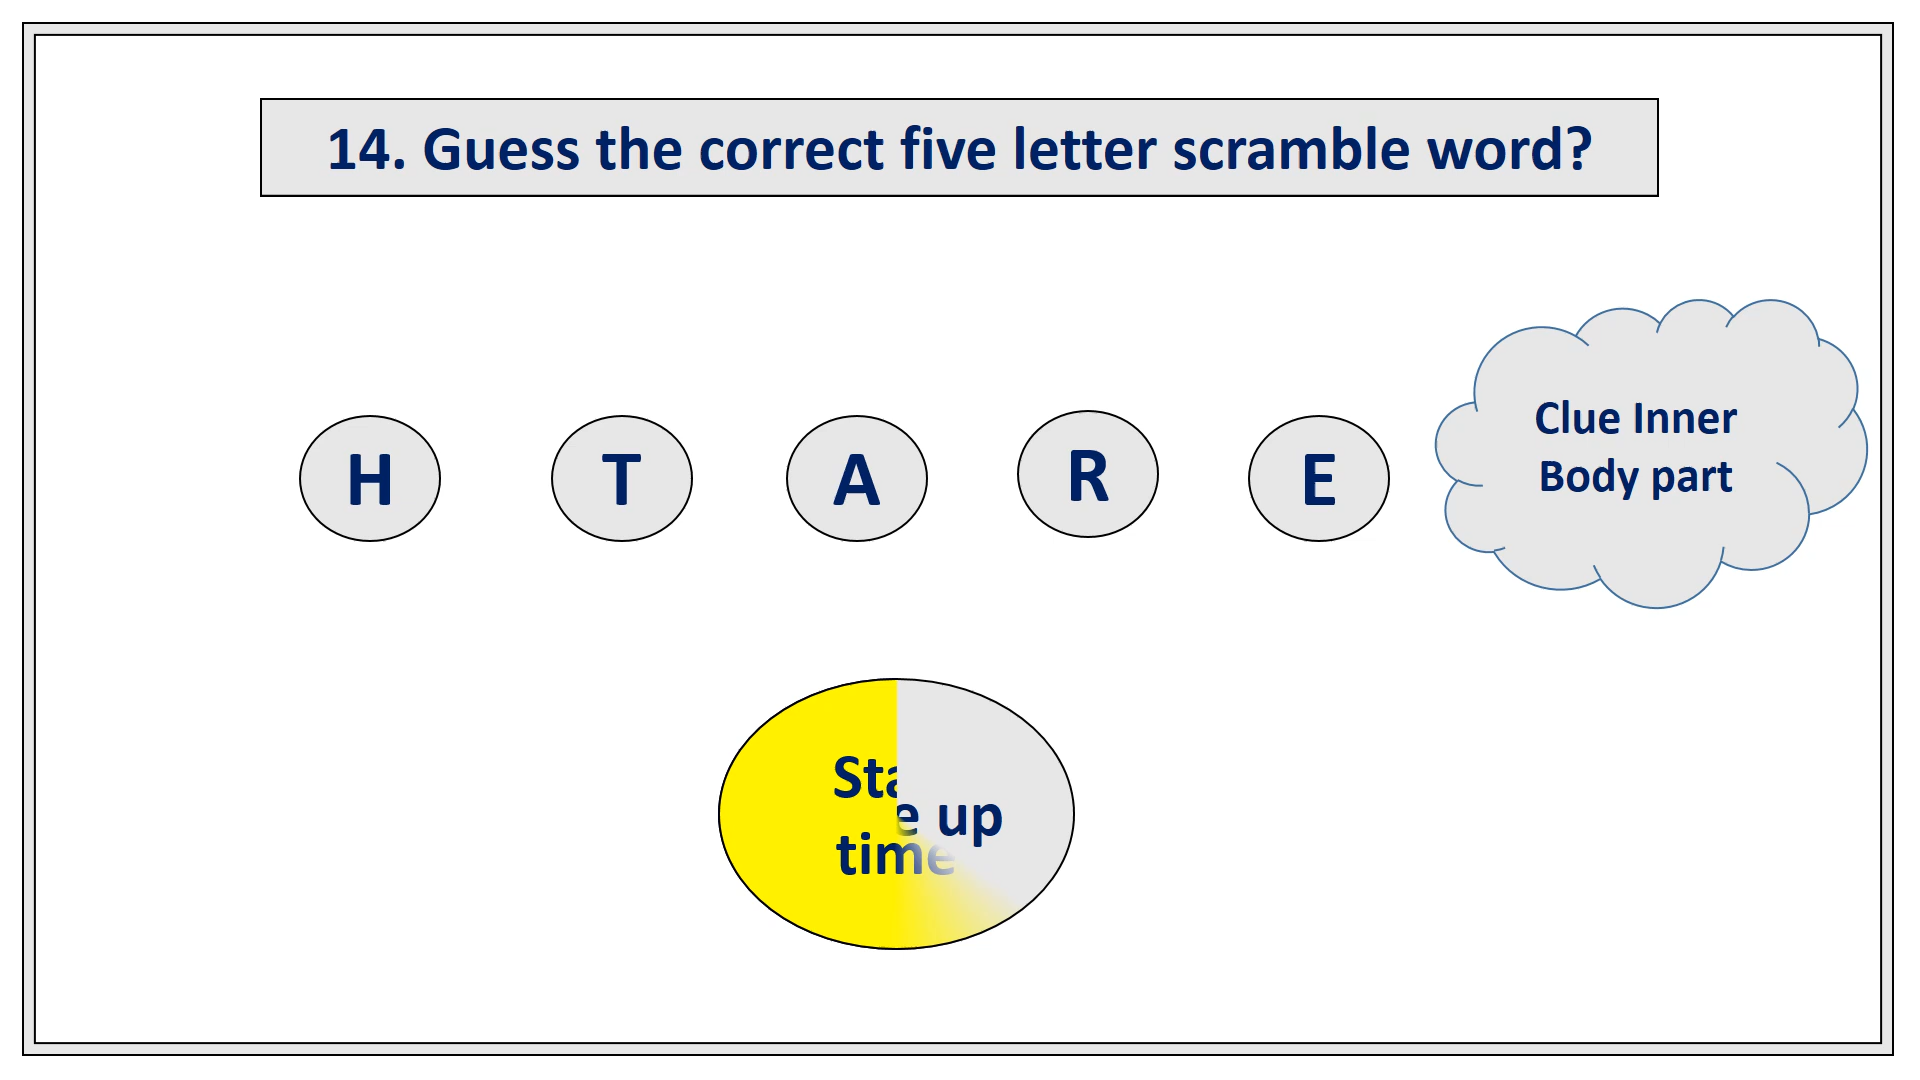 14. Guess the correct five letter scramble word?
H T A R E
Clue Inner
Body part
up
time